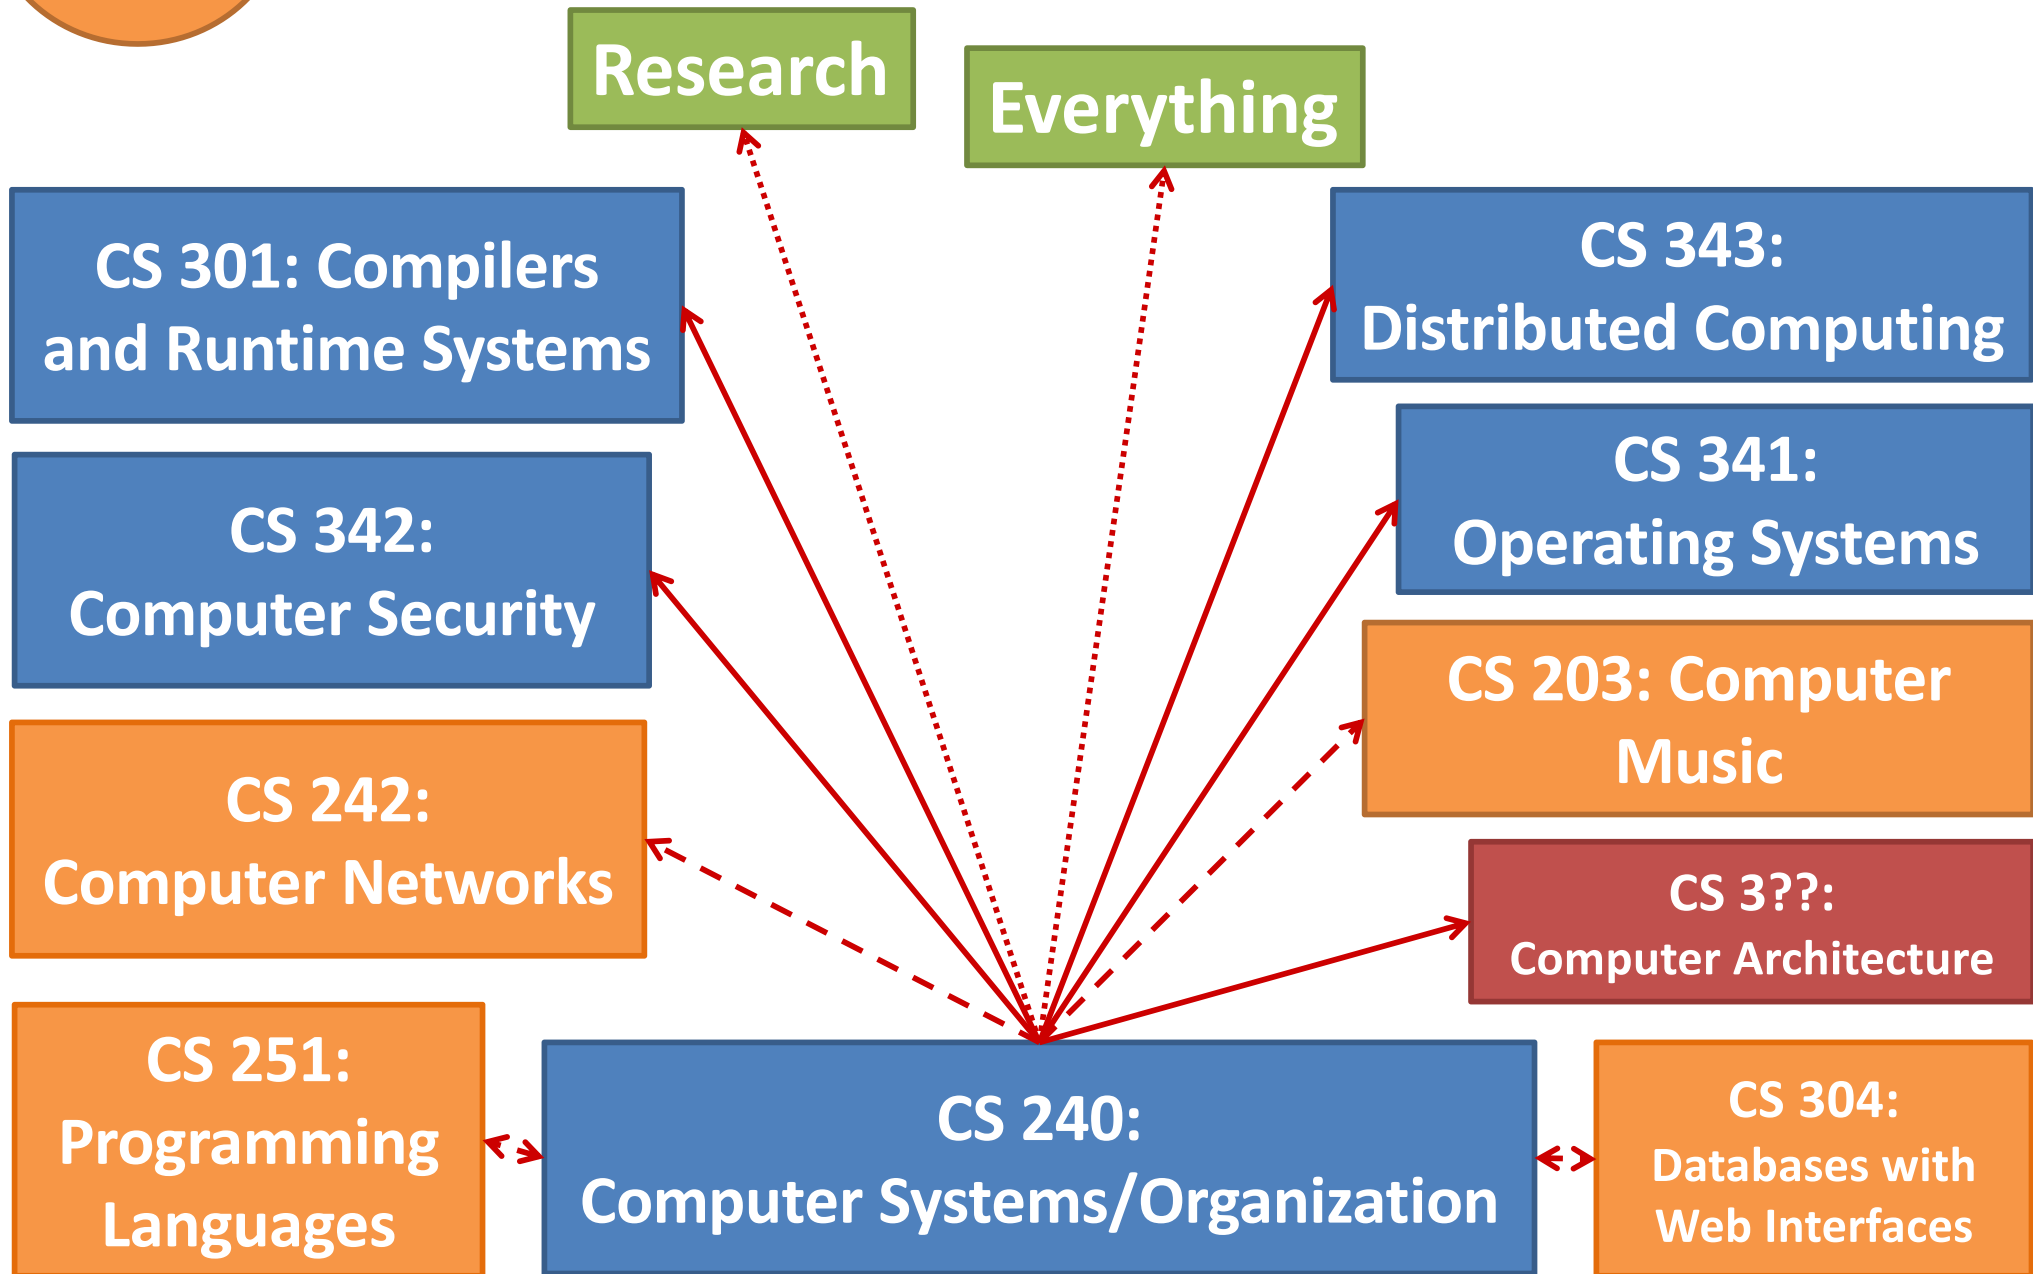 Research
Everything
CS 301: Compilers
and Runtime Systems
CS 343:
Distributed Computing
CS 342:
Computer Security
CS 341:
Operating Systems
CS 242:
Computer Networks
CS 203: Computer
Music
CS 3??:
Computer Architecture
CS 251:
Programming
Languages
CS 240:
Computer Systems/Organization
CS 304:
Databases with
Web Interfaces